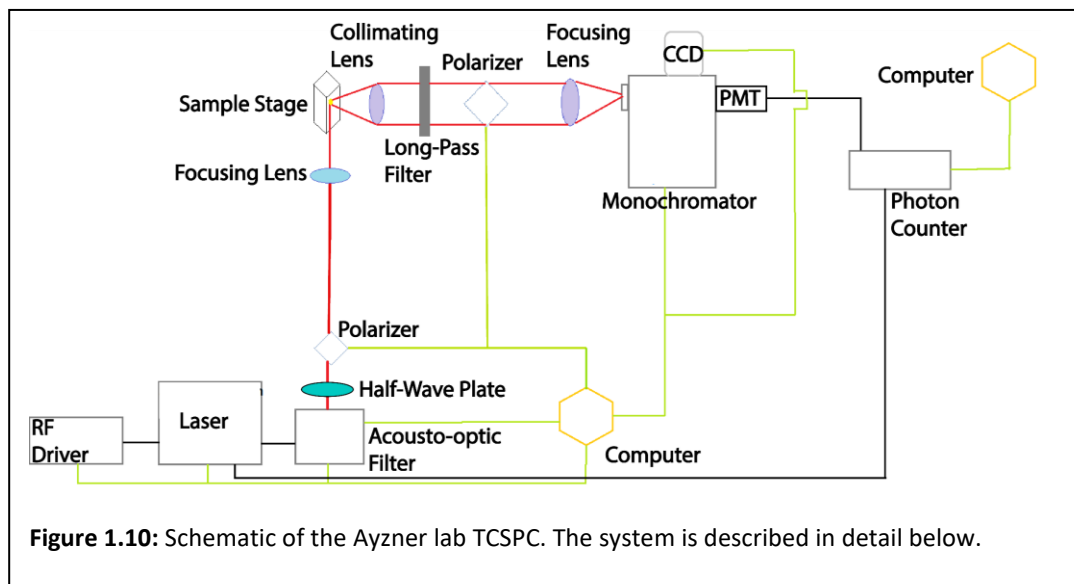 Collimating
Lens
Focusing
Lens
Polarizer
CCD
Computer
Sample Stage
PMT
Long-Pass
Filter
Focusing Lens
Monochromator
Photon
Counter
Polarizer
Half-Wave Plate
Laser
RF
Driver
Acousto-optic
Filter
Computer
Figure 1.10: Schematic of the Ayzner lab TCSPC. The system is described in detail below.